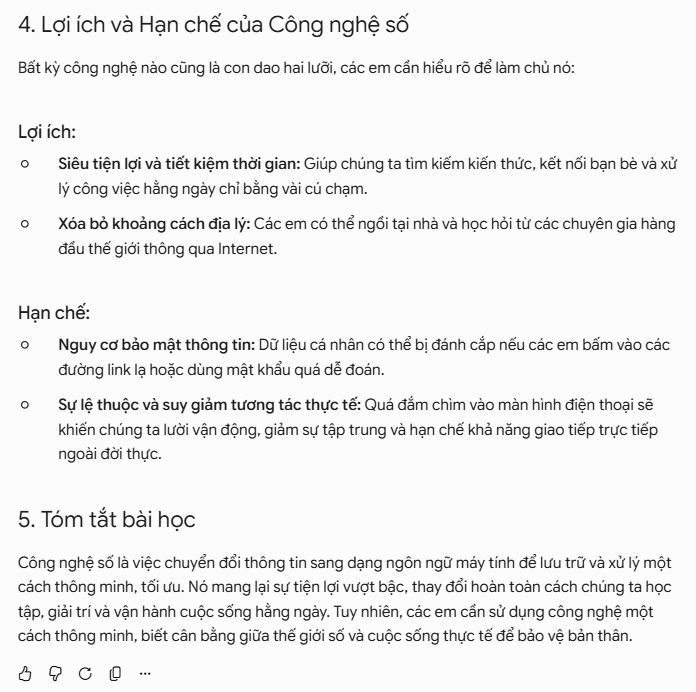 4. Lợi ích và Hạn chế của Công nghệ số
Bất kỳ công nghệ nào cũng là con dao hai lưỡi, các em cần hiểu rõ để làm chủ nó:
Lợi ích:
Siêu tiện lợi và tiết kiệm thời gian: Giúp chúng ta tìm kiếm kiến thức, kết nối bạn bè và xử
lý công việc hằng ngày chỉ bằng vài cú chạm.
Xóa bỏ khoảng cách địa lý: Các em có thể ngồi tại nhà và học hỏi từ các chuyên gia hàng
đầu thế giới thông qua Internet.
Hạn chế:
Nguy cơ bảo mật thông tin: Dữ liệu cá nhân có thể bị đánh cắp nếu các em bấm vào các
đường link lạ hoặc dùng mật khẩu quá dễ đoán.
Sự lệ thuộc và suy giảm tương tác thực tế: Quá đắm chìm vào màn hình điện thoại sẽ
khiến chúng ta lười vận động, giảm sự tập trung và hạn chế khả năng giao tiếp trực tiếp
ngoài đời thực.
5. Tóm tắt bài học
Công nghệ số là việc chuyển đổi thông tin sang dạng ngôn ngữ máy tính để lưu trữ và xử lý một
cách thông minh, tối ưu. Nó mang lại sự tiện lợi vượt bậc, thay đổi hoàn toàn cách chúng ta học
tập, giải trí và vận hành cuộc sống hằng ngày. Tuy nhiên, các em cần sử dụng công nghệ một
cách thông minh, biết cân bằng giữa thế giới số và cuộc sống thực tế để bảo vệ bản thân.